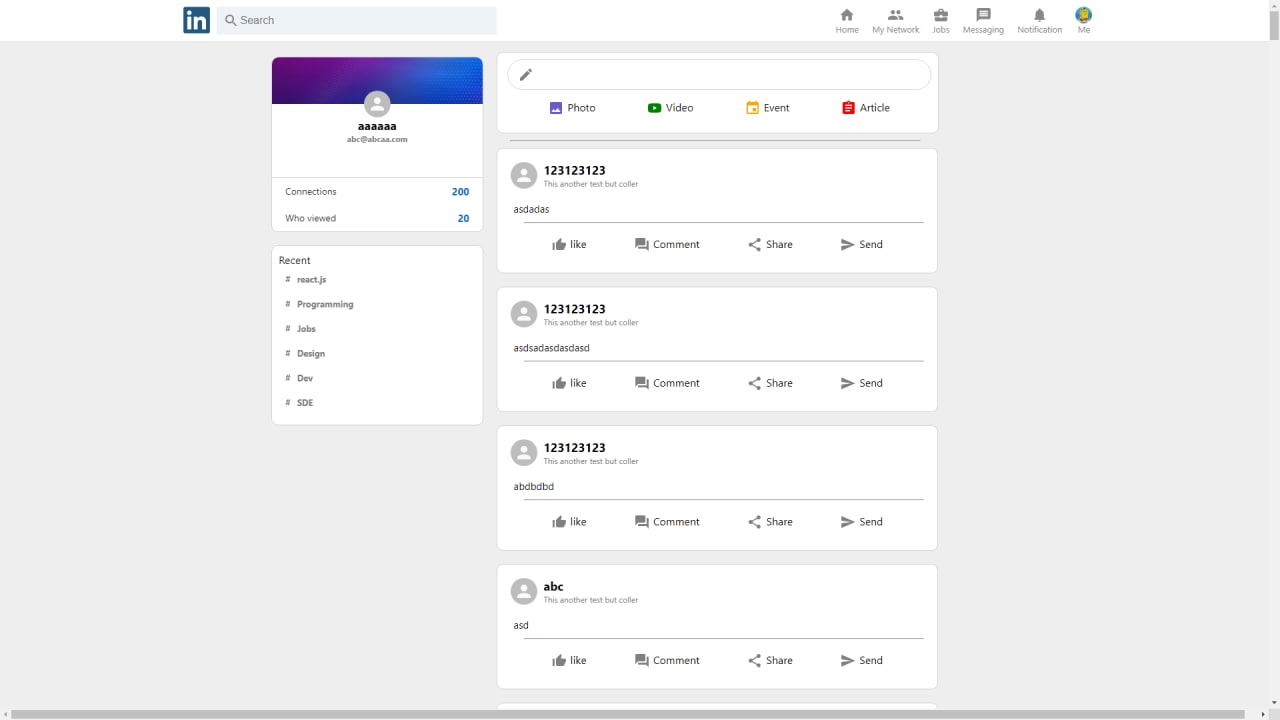 in Search
Home My Network Jobs Messaging Notification Me
aaaaaa
abc@abcaa.com
Connections 200
Who viewed 20
Recent
# react.js
# Programming
# Jobs
# Design
# Dev
# SDE
Photo Video Event Article
123123123
This another test but coller
asdadas
like Comment Share Send
123123123
This another test but coller
asdsadasdasdasd
like Comment Share Send
123123123
This another test but coller
abdbdbd
like Comment Share Send
abc
This another test but coller
asd
like Comment Share Send